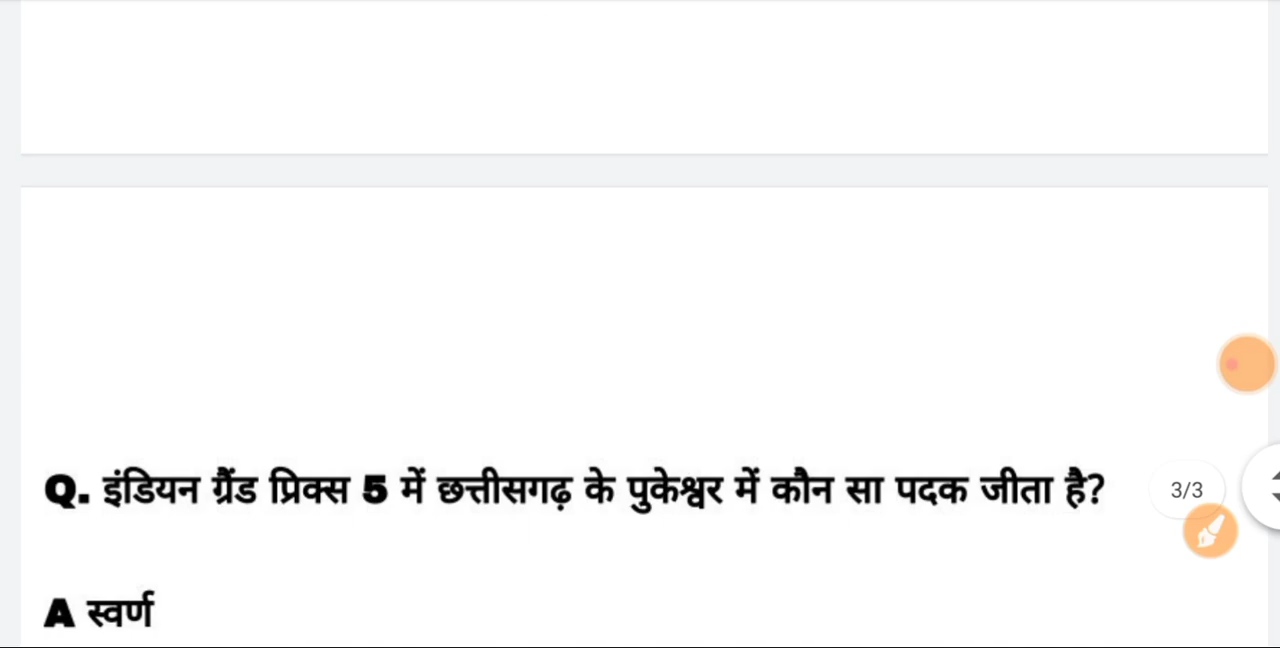 Q. इंडियन ग्रैंड प्रिक्स 5 में छत्तीसगढ़ के पुकेश्वर में कौन सा पदक जीता है?
3/3
A स्वर्ण